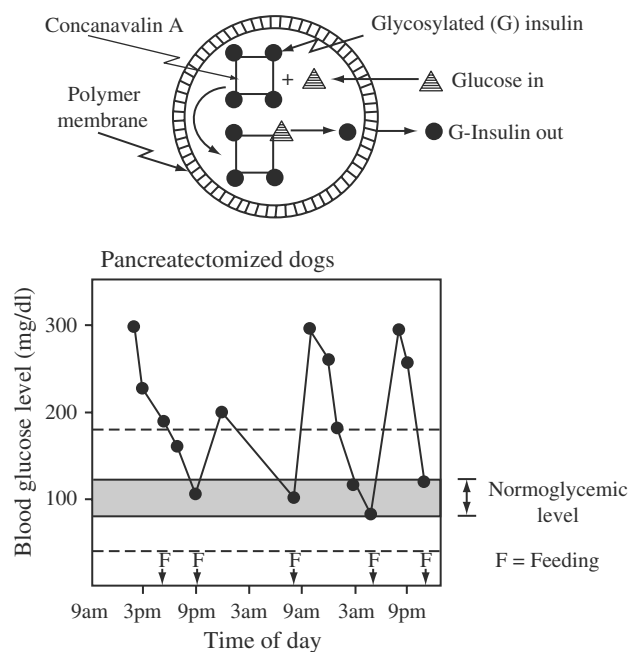 Concanavalin A
Glycosylated (G) insulin
+
Glucose in
Polymer
membrane
G-Insulin out
Pancreatectomized dogs
Blood glucose level (mg/dl)
300
200
100
Normoglycemic
level
F F F F F
F = Feeding
9am 3pm 9pm 3am 9am 3am 9pm
Time of day